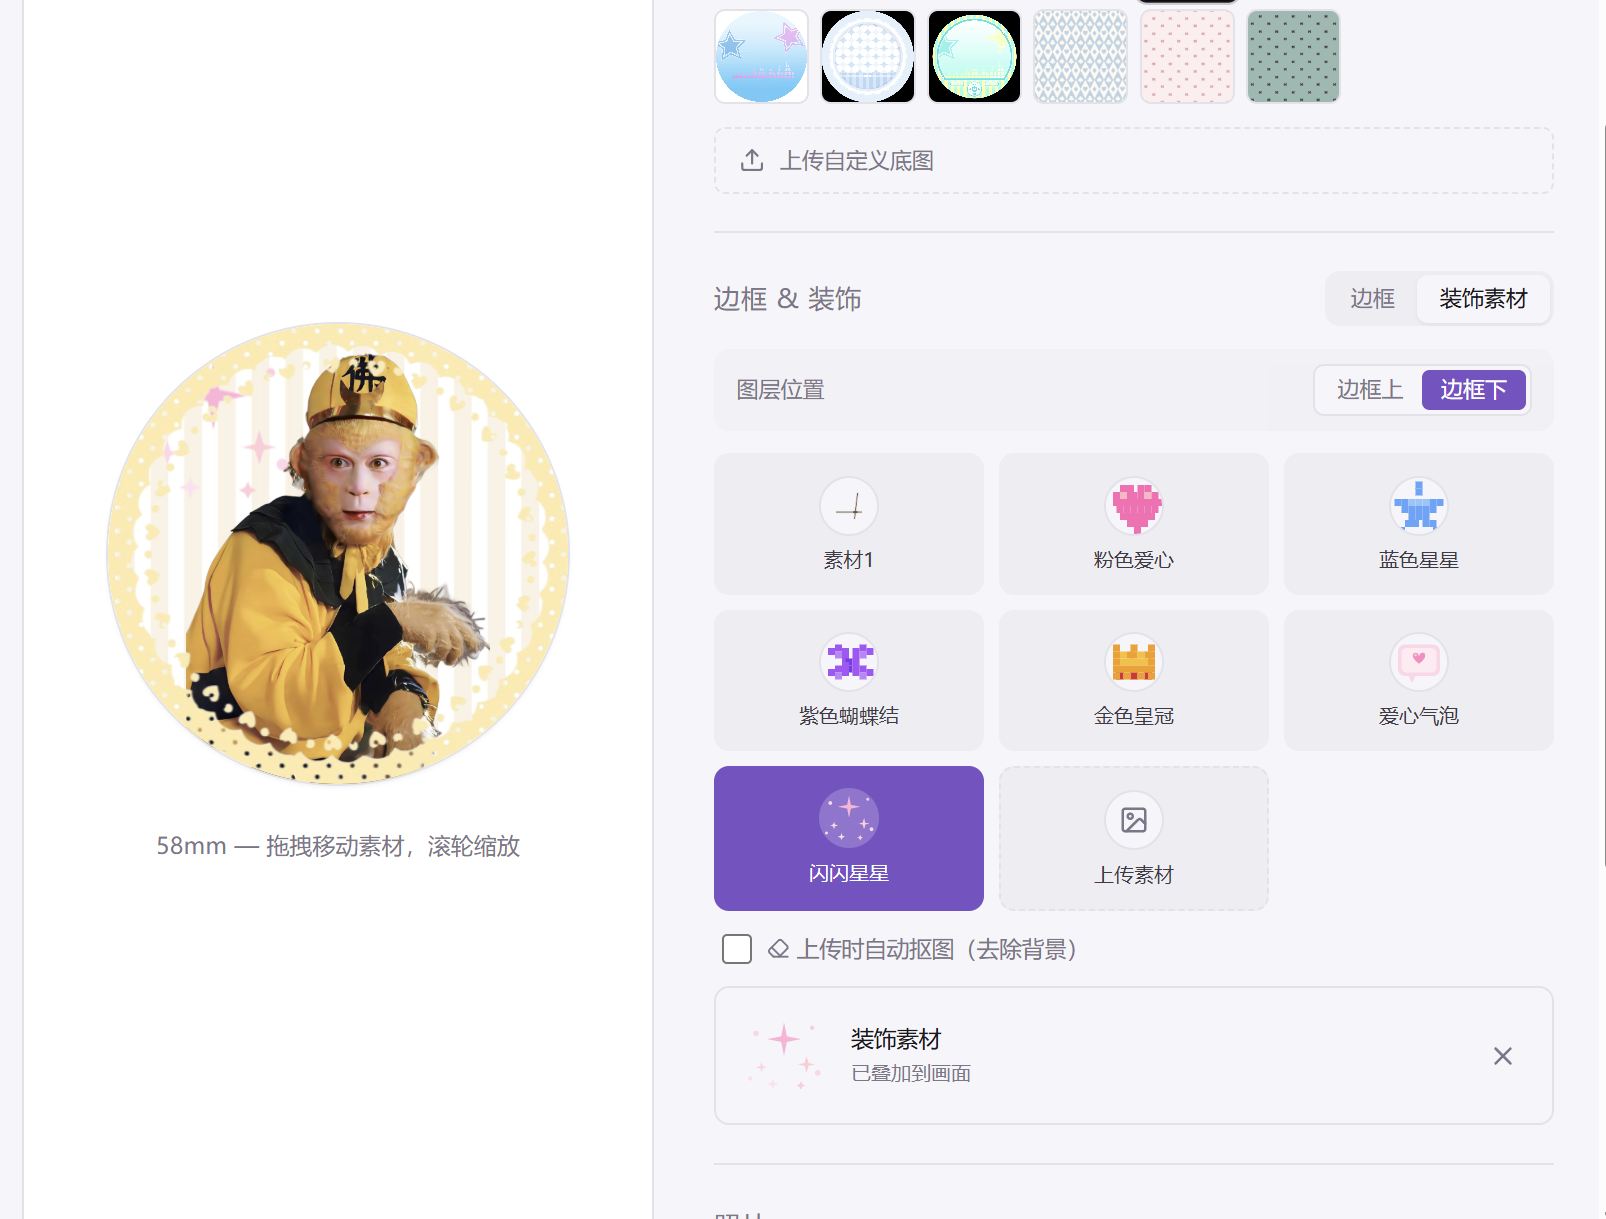 上传自定义底图
边框 & 装饰
边框
装饰素材
图层位置
边框上
边框下
佛
素材1
粉色爱心
蓝色星星
紫色蝴蝶结
金色皇冠
爱心气泡
58mm — 拖拽移动素材，滚轮缩放
闪闪星星
上传素材
上传时自动抠图（去除背景）
装饰素材
已叠加到画面